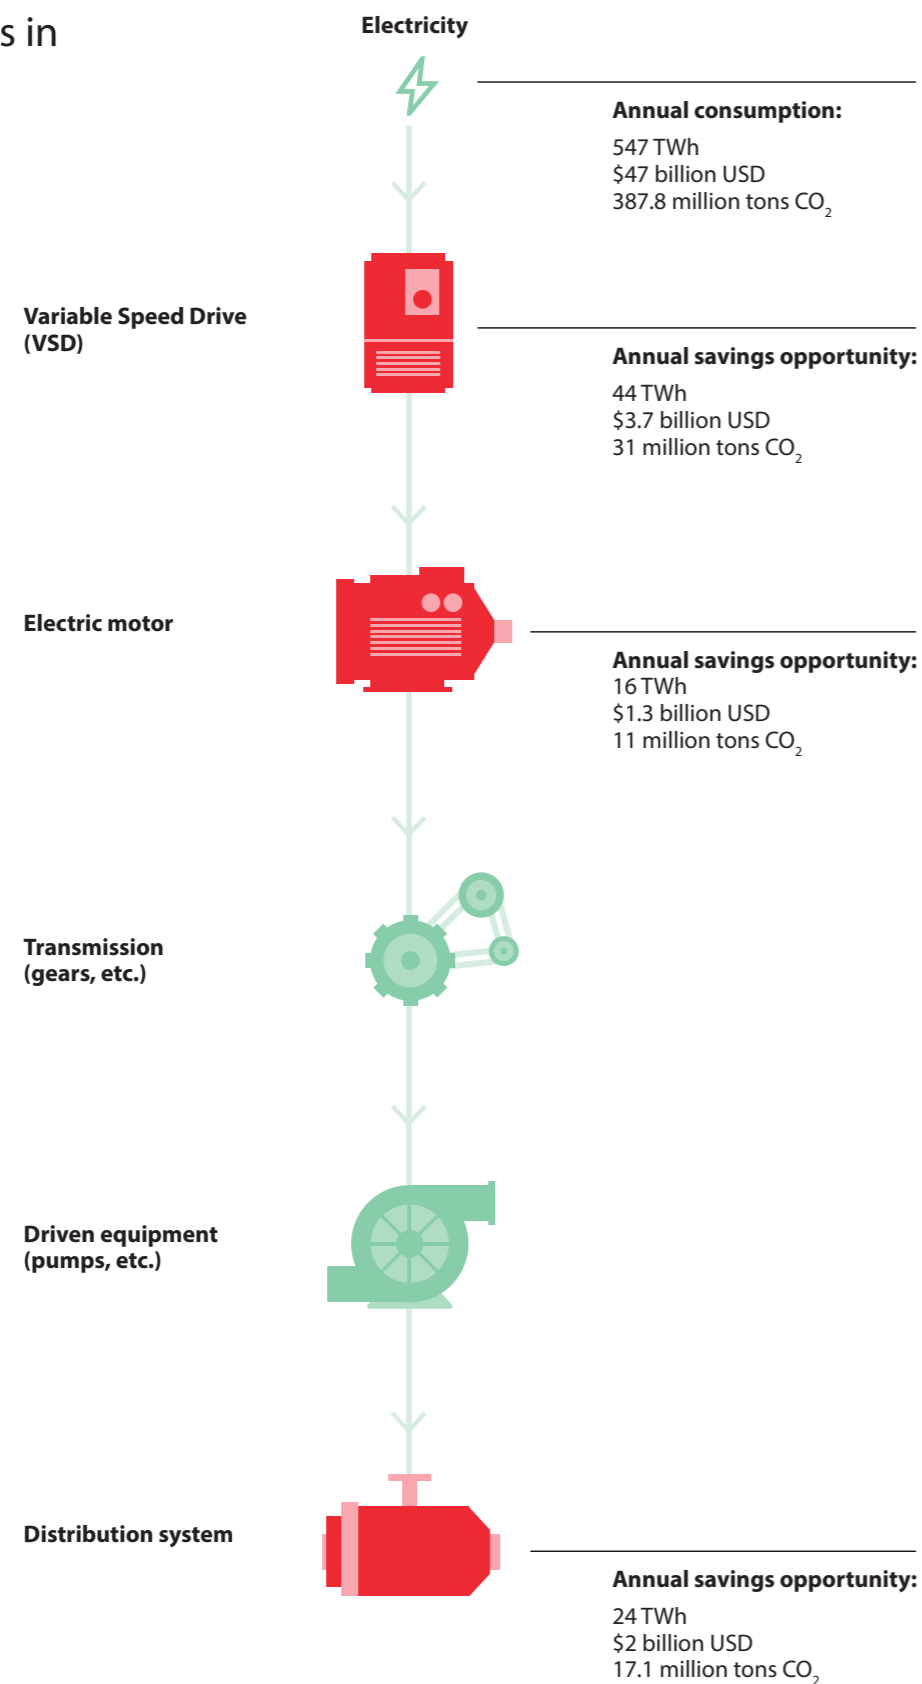 s in
Electricity
Annual consumption:
547 TWh
$47 billion USD
387.8 million tons CO₂
Variable Speed Drive
(VSD)
Annual savings opportunity:
44 TWh
$3.7 billion USD
31 million tons CO₂
Electric motor
Annual savings opportunity:
16 TWh
$1.3 billion USD
11 million tons CO₂
Transmission
(gears, etc.)
Driven equipment
(pumps, etc.)
Distribution system
Annual savings opportunity:
24 TWh
$2 billion USD
17.1 million tons CO₂